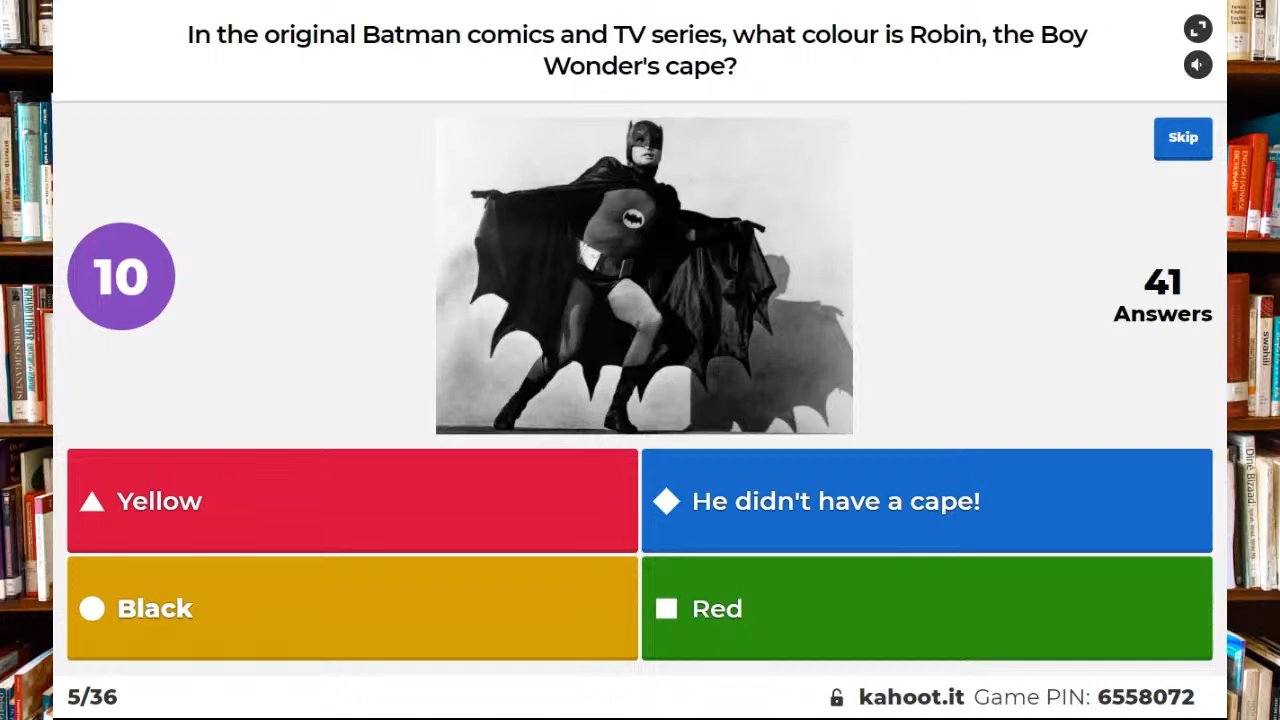 In the original Batman comics and TV series, what colour is Robin, the Boy
Wonder's cape?
Skip
10
41
Answers
Yellow
He didn't have a cape!
Black
Red
5/36
kahoot.it Game PIN: 6558072
swahili